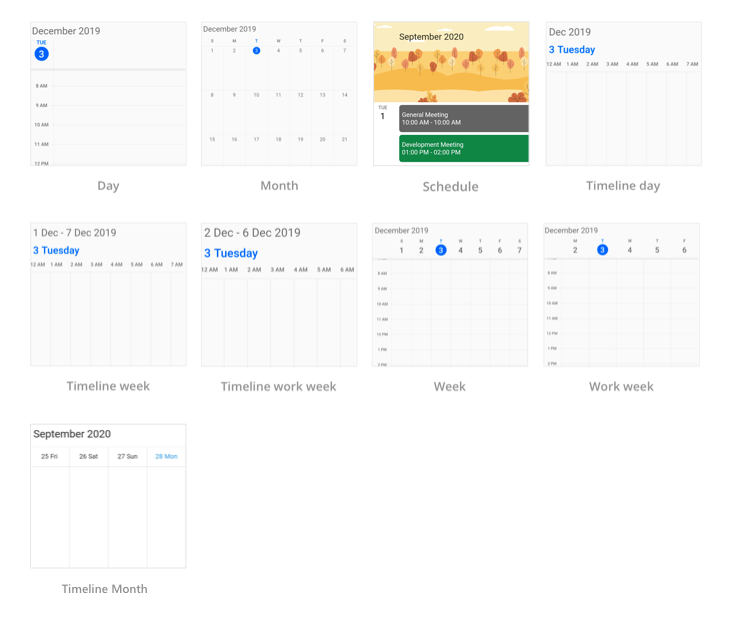 December 2019
TUE
3
8 AM
9 AM
10 AM
11 AM
12 PM
Day
December 2019
S M T W T F S
1 2 3 4 5 6 7
8 9 10 11 12 13 14
15 16 17 18 19 20 21
Month
September 2020
TUE
1
General Meeting
10:00 AM - 10:00 AM
Development Meeting
01:00 PM - 02:00 PM
Schedule
Dec 2019
3 Tuesday
12 AM 1 AM 2 AM 3 AM 4 AM 5 AM 6 AM 7 AM
Timeline day
1 Dec - 7 Dec 2019
3 Tuesday
12 AM 1 AM 2 AM 3 AM 4 AM 5 AM 6 AM 7 AM
Timeline week
2 Dec - 6 Dec 2019
3 Tuesday
12 AM 1 AM 2 AM 3 AM 4 AM 5 AM 6 AM
Timeline work week
December 2019
S M T W T F S
1 2 3 4 5 6 7
8 AM
9 AM
10 AM
11 AM
12 PM
1 PM
2 PM
Week
December 2019
M T W T F
2 3 4 5 6
8 AM
9 AM
10 AM
11 AM
12 PM
1 PM
2 PM
Work week
September 2020
25 Fri 26 Sat 27 Sun 28 Mon
Timeline Month